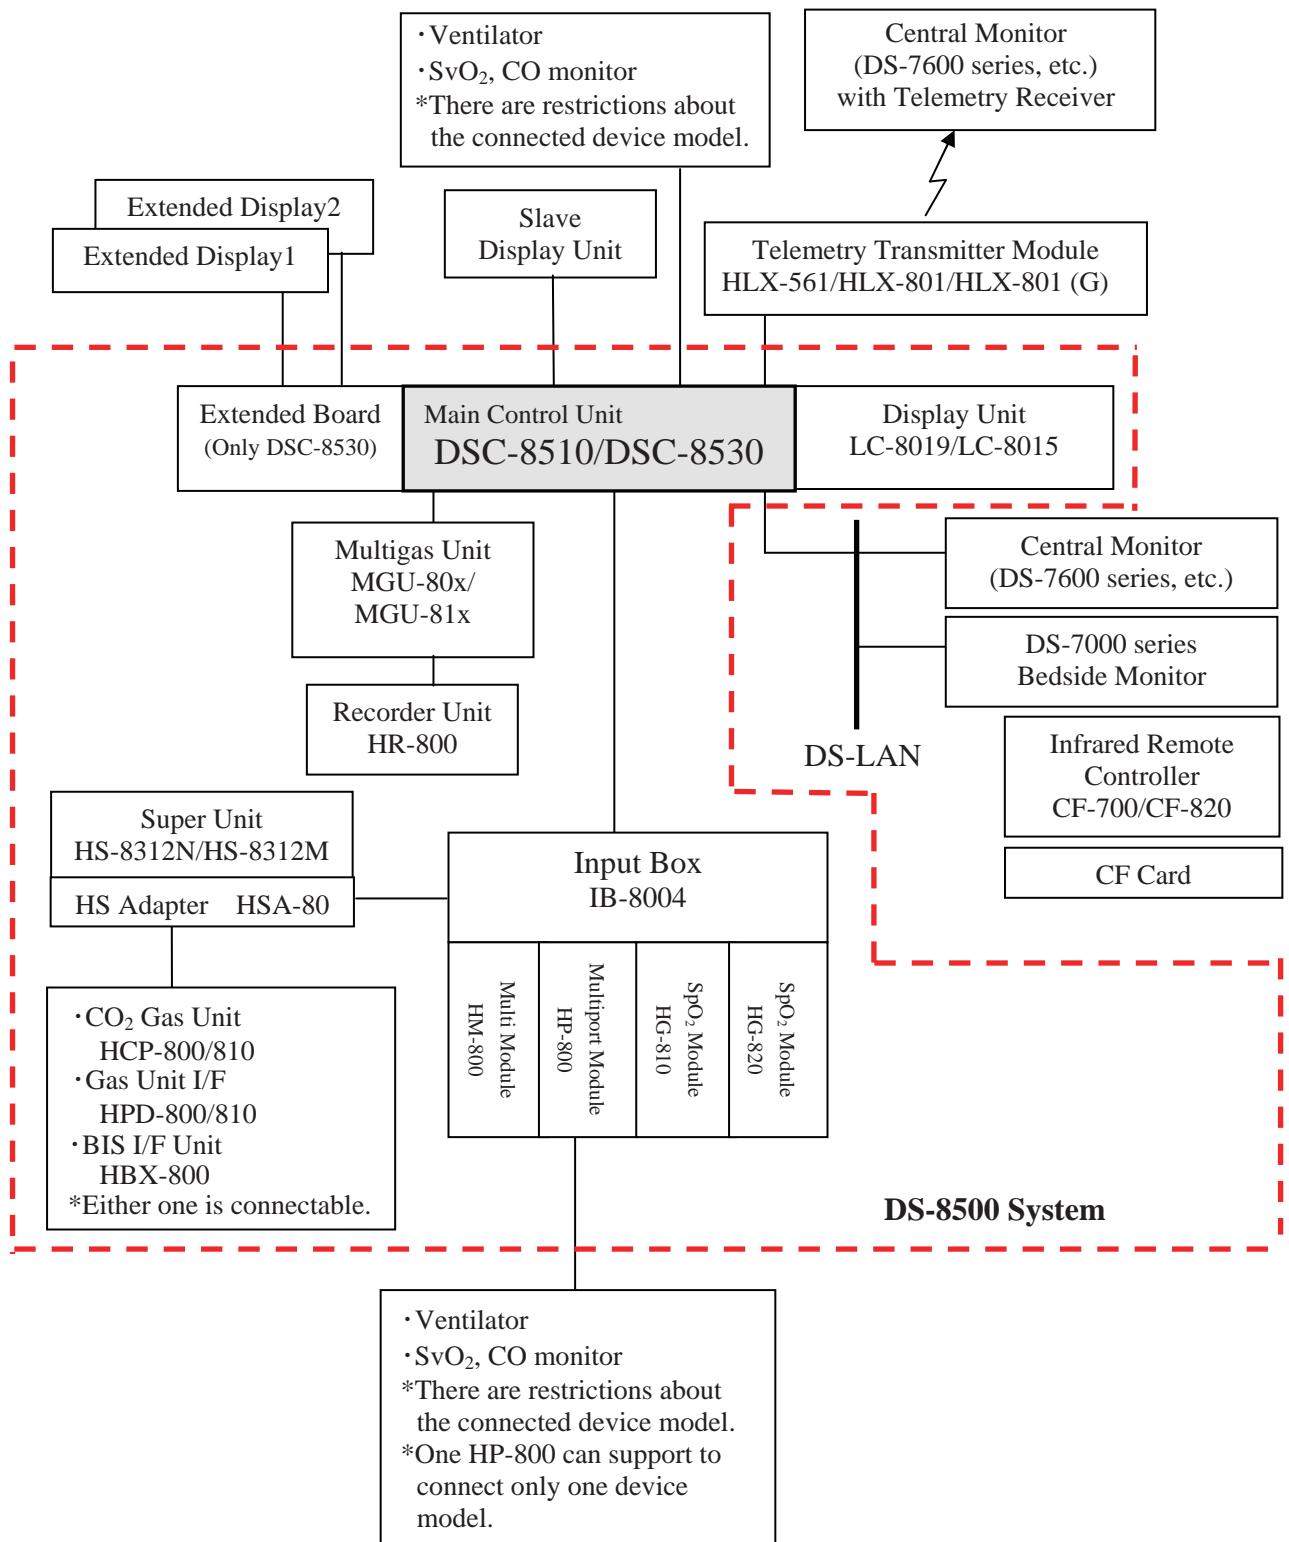 ・Ventilator
・SvO₂, CO monitor
*There are restrictions about
the connected device model.
Central Monitor
(DS-7600 series, etc.)
with Telemetry Receiver
Extended Display2
Extended Display1
Slave
Display Unit
Telemetry Transmitter Module
HLX-561/HLX-801/HLX-801 (G)
Extended Board
(Only DSC-8530)
Main Control Unit
DSC-8510/DSC-8530
Display Unit
LC-8019/LC-8015
Multigas Unit
MGU-80x/
MGU-81x
Central Monitor
(DS-7600 series, etc.)
DS-7000 series
Bedside Monitor
Recorder Unit
HR-800
DS-LAN
Infrared Remote
Controller
CF-700/CF-820
CF Card
Super Unit
HS-8312N/HS-8312M
HS Adapter HSA-80
Input Box
IB-8004
Multi Module
HM-800
Multiport Module
HP-800
SpO₂ Module
HG-810
SpO₂ Module
HG-820
・CO₂ Gas Unit
HCP-800/810
・Gas Unit I/F
HPD-800/810
・BIS I/F Unit
HBX-800
*Either one is connectable.
DS-8500 System
・Ventilator
・SvO₂, CO monitor
*There are restrictions about
the connected device model.
*One HP-800 can support to
connect only one device
model.